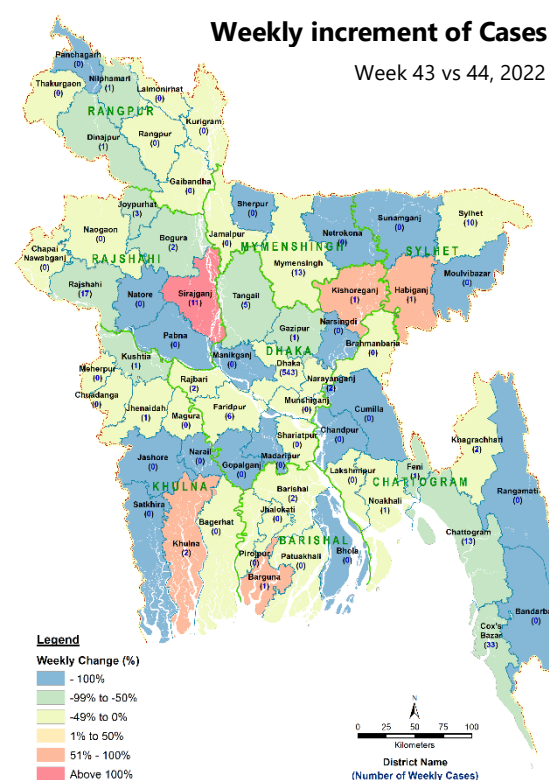 Weekly increment of Cases
Week 43 vs 44, 2022
Panchagarh
(0)
Nilphamari
(1)
Thakurgaon
(0)
Lalmonirhat
(0)
RANGPUR
Kurigram
(0)
Dinajpur
(1)
Rangpur
(0)
Gaibandha
(0)
Joypurhat
(3)
Sherpur
(0)
Netrokona
(0)
Sunamganj
(0)
Sylhet
(10)
Naogaon
(0)
Bogura
(2)
Jamalpur
(0)
MYMENSHINGH
Mymensingh
(13)
SYLHET
Chapai
Nawabganj
(0)
RAJSHAHI
Moulvibazar
(0)
Rajshahi
(17)
Natore
(0)
Sirajganj
(11)
Tangail
(5)
Kishoreganj
(1)
Habiganj
(1)
Gazipur
(1)
Narsingdi
(0)
Pabna
(0)
Manikganj
(0)
DHAKA
Brahmanbaria
(0)
Kushtia
(1)
Dhaka
(543)
Meherpur
(0)
Rajbari
(2)
Narayanganj
(2)
Chuadanga
(0)
Jhenaidah
(1)
Magura
(0)
Faridpur
(6)
Munshiganj
(0)
Cumilla
(0)
Chandpur
(0)
Shariatpur
(0)
Khagrachhari
(2)
Jashore
(0)
Narail
(0)
Gopalganj
(0)
Madaripur
(0)
Lakshmipur
(0)
Feni
(1)
Rangamati
(0)
KHULNA
CHATTOGRAM
Noakhali
(1)
Satkhira
(0)
Khulna
(2)
Bagerhat
(0)
Barishal
(2)
Jhalokati
(0)
BARISHAL
Chattogram
(13)
Pirojpur
(0)
Patuakhali
(0)
Bhola
(0)
Barguna
(1)
Bandarba
(0)
Cox's
Bazar
(33)
Legend
Weekly Change (%)
- 100%
-99% to -50%
-49% to 0%
1% to 50%
51% - 100%
Above 100%
N
0 25 50 75 100
Kilometers
District Name
(Number of Weekly Cases)